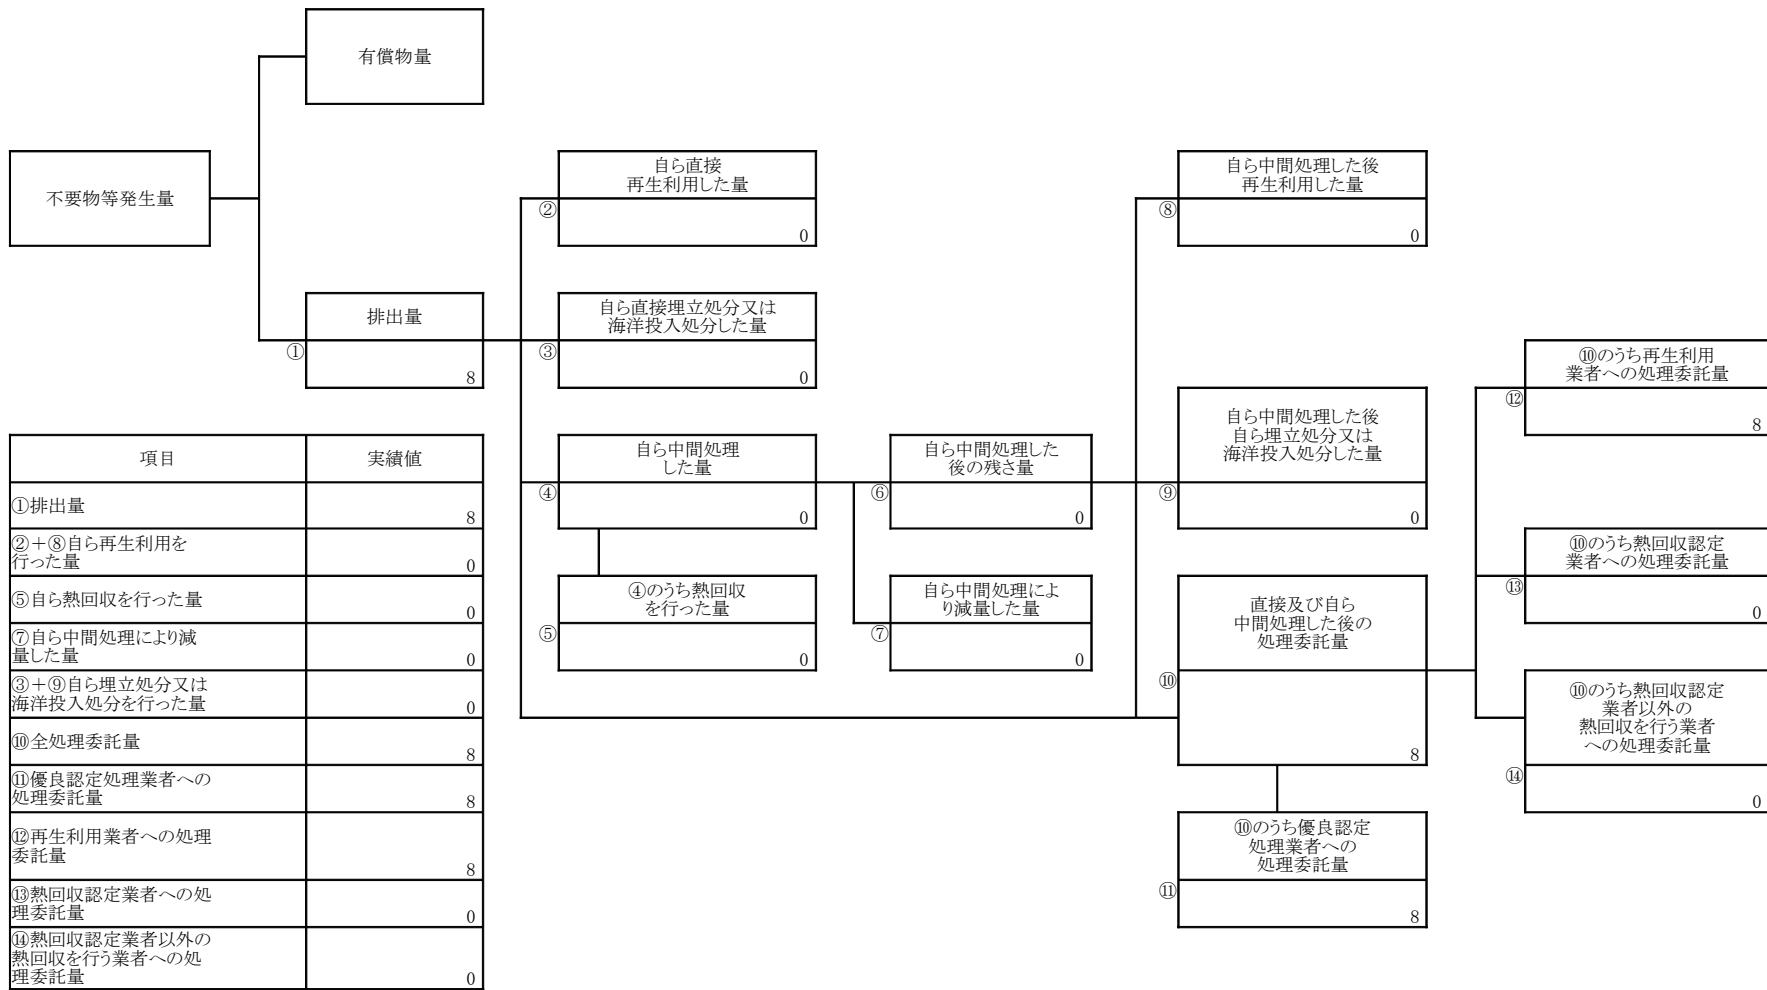 有償物量
不要物等発生量
自ら直接
再生利用した量
②
0
自ら中間処理した後
再生利用した量
⑧
0
排出量
①
8
自ら直接埋立処分又は
海洋投入処分した量
③
0
⑩のうち再生利用
業者への処理委託量
⑫
8
自ら中間処理
した量
④
0
自ら中間処理した
後の残さ量
⑥
0
自ら中間処理した後
自ら埋立処分又は
海洋投入処分した量
⑨
0
⑩のうち熱回収認定
業者への処理委託量
⑬
0
④のうち熱回収
を行った量
⑤
0
自ら中間処理によ
り減量した量
⑦
0
直接及び自ら
中間処理した後の
処理委託量
⑩
8
⑩のうち熱回収認定
業者以外の
熱回収を行う業者
への処理委託量
⑭
0
⑩のうち優良認定
処理業者への
処理委託量
⑪
8
項目 実績値
①排出量 8
②+⑧自ら再生利用を
行った量 0
⑤自ら熱回収を行った量 0
⑦自ら中間処理により減
量した量 0
③+⑨自ら埋立処分又は
海洋投入処分を行った量 0
⑩全処理委託量 8
⑪優良認定処理業者への
処理委託量 8
⑫再生利用業者への処理
委託量 8
⑬熱回収認定業者への処
理委託量 0
⑭熱回収認定業者以外の
熱回収を行う業者への処
理委託量 0